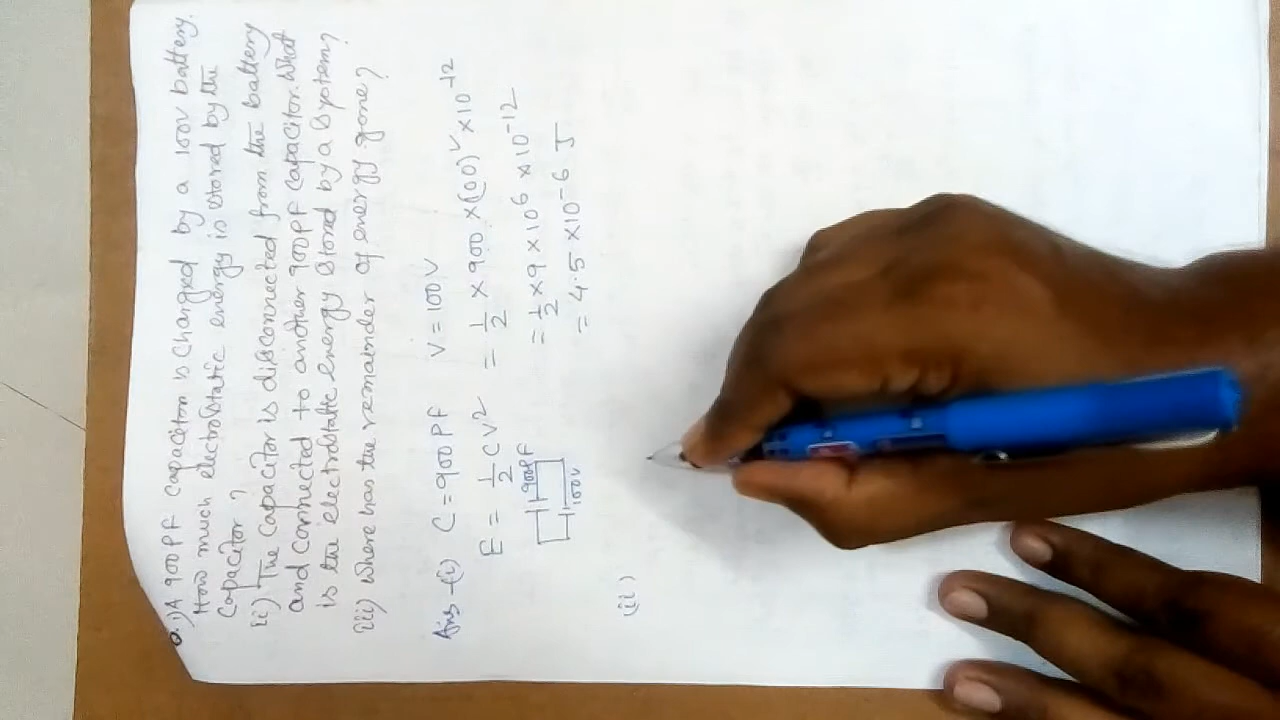 Q. i) A 900 PF capacitor is charged by a 100V battery.
How much electrostatic energy is stored by the
Capacitor ?
ii) The Capacitor is disconnected from the battery
and connected to another 900 PF capacitor. What
is the electrostatic energy stored by a system?
iii) Where has the remainder of energy gone?
Ans - (i) C = 900 PF V = 100V
E = 1/2 CV² = 1/2 × 900 × (100)² × 10⁻¹²
900PF
100V
= 1/2 × 9 × 10⁶ × 10⁻¹²
= 4.5 × 10⁻⁶ J
(ii)